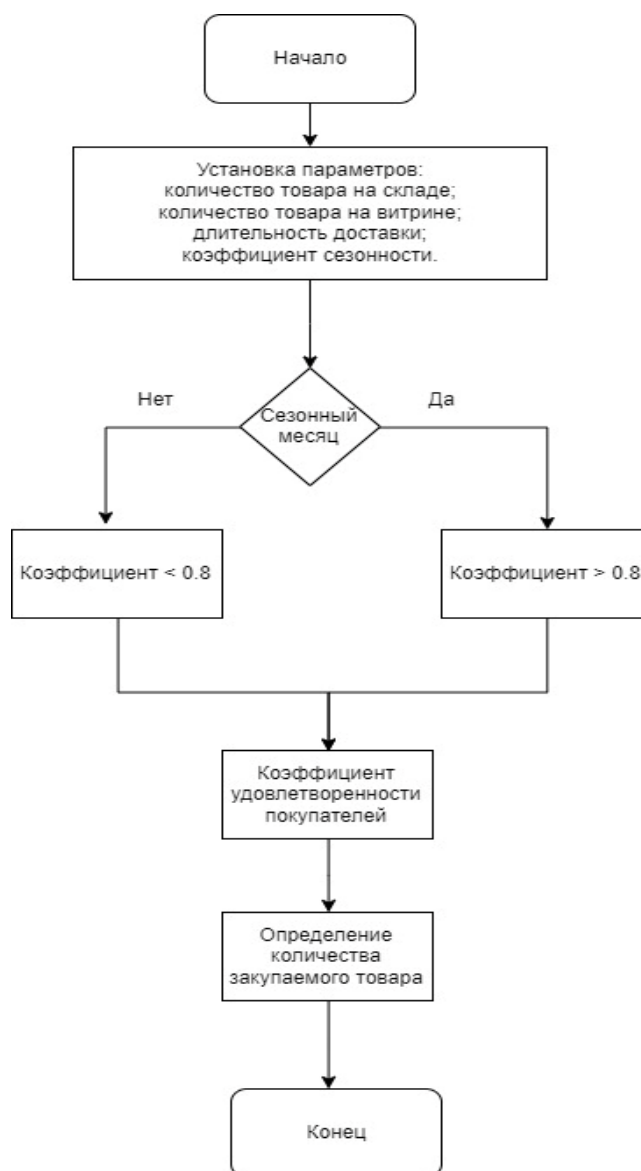 Начало
Установка параметров:
количество товара на складе;
количество товара на витрине;
длительность доставки;
коэффициент сезонности.
Нет
Да
Сезонный
месяц
Коэффициент < 0.8
Коэффициент > 0.8
Коэффициент
удовлетворенности
покупателей
Определение
количества
закупаемого товара
Конец